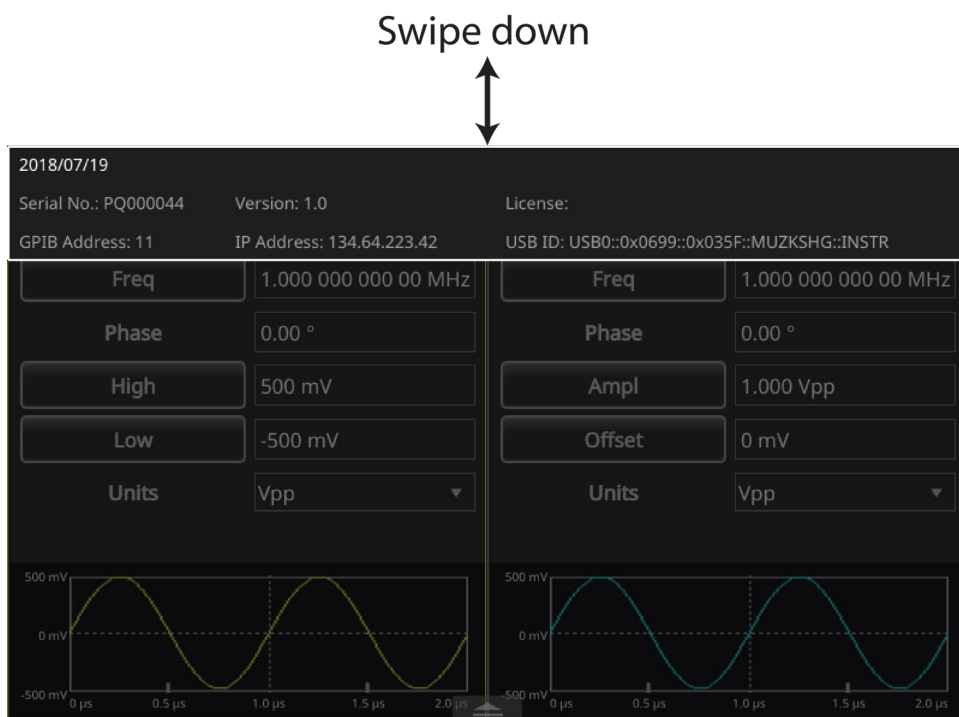 Swipe down
2018/07/19
Serial No.: PQ000044 Version: 1.0 License:
GPIB Address: 11 IP Address: 134.64.223.42 USB ID: USB0::0x0699::0x035F::MUZKSHG::INSTR
Freq 1.000 000 000 00 MHz Freq 1.000 000 000 00 MHz
Phase 0.00 ° Phase 0.00 °
High 500 mV Ampl 1.000 Vpp
Low -500 mV Offset 0 mV
Units Vpp Units Vpp
500 mV 500 mV
0 mV 0 mV
-500 mV -500 mV
0 µs 0.5 µs 1.0 µs 1.5 µs 2.0 µs 0 µs 0.5 µs 1.0 µs 1.5 µs 2.0 µs